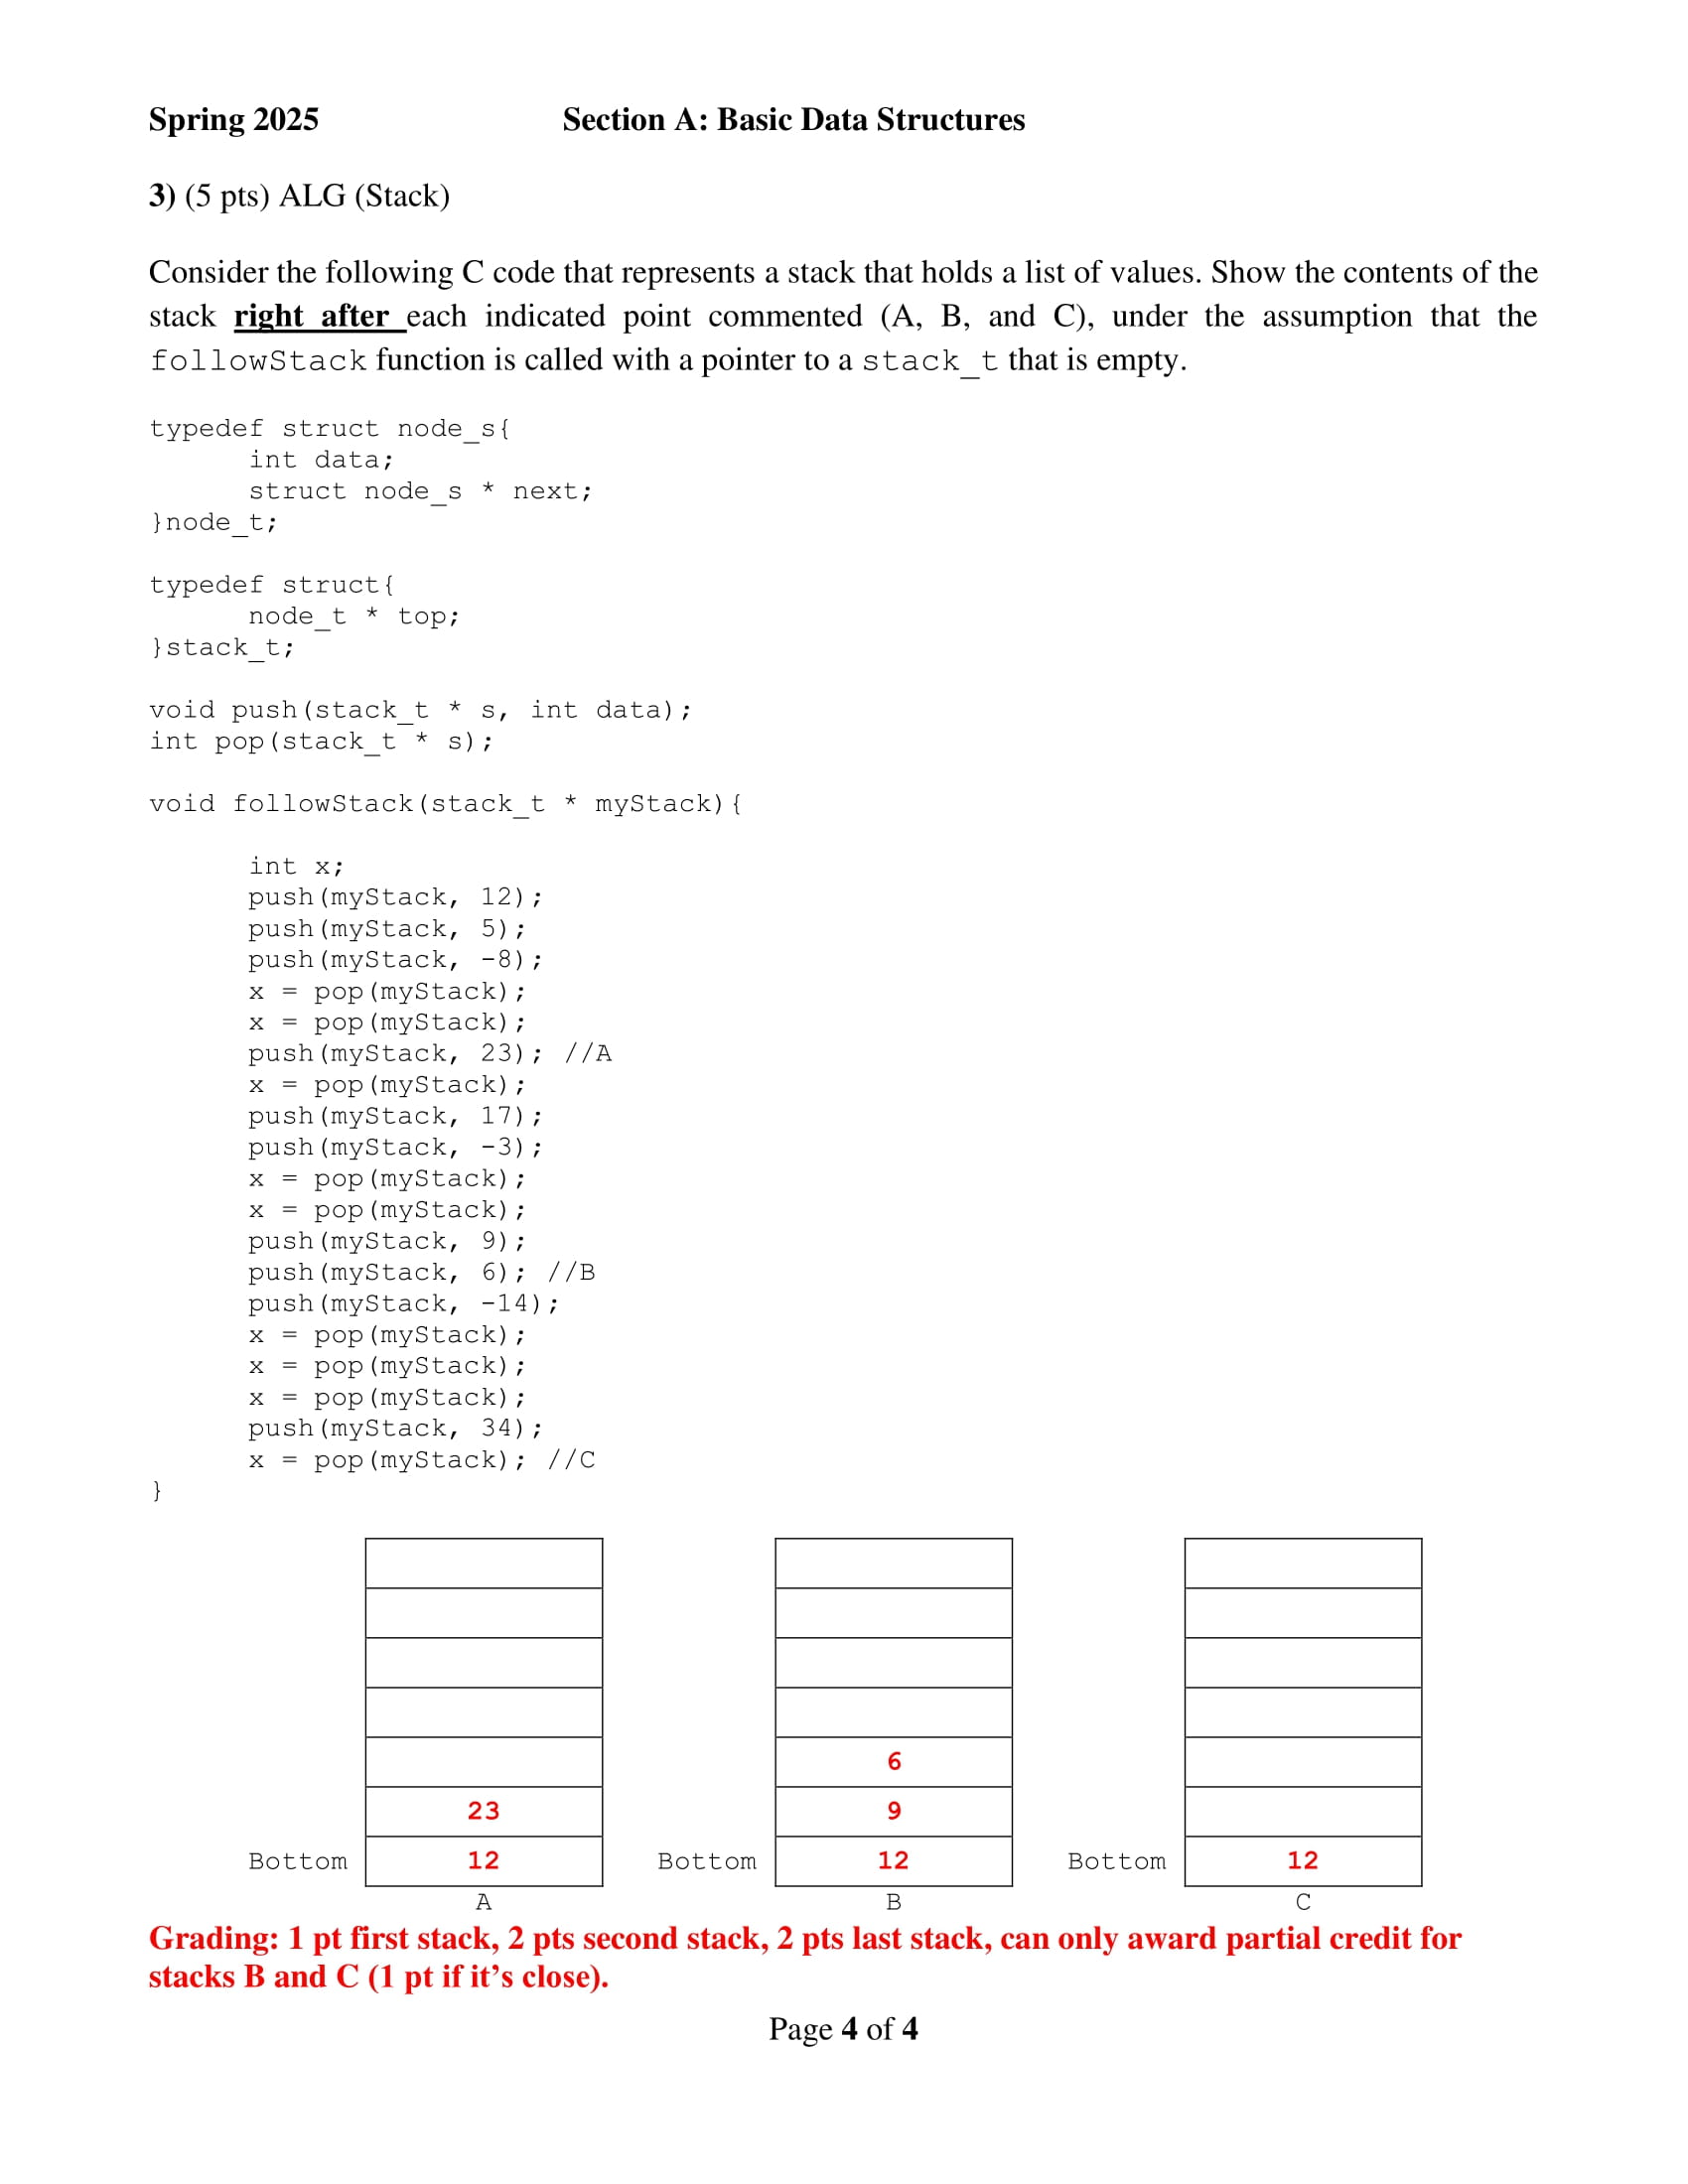 Spring 2025 Section A: Basic Data Structures
3) (5 pts) ALG (Stack)
Consider the following C code that represents a stack that holds a list of values. Show the contents of the
stack right after each indicated point commented (A, B, and C), under the assumption that the
followStack function is called with a pointer to a stack_t that is empty.
typedef struct node_s{
int data;
struct node_s * next;
}node_t;
typedef struct{
node_t * top;
}stack_t;
void push(stack_t * s, int data);
int pop(stack_t * s);
void followStack(stack_t * myStack){
int x;
push(myStack, 12);
push(myStack, 5);
push(myStack, -8);
x = pop(myStack);
x = pop(myStack);
push(myStack, 23); //A
x = pop(myStack);
push(myStack, 17);
push(myStack, -3);
x = pop(myStack);
x = pop(myStack);
push(myStack, 9);
push(myStack, 6); //B
push(myStack, -14);
x = pop(myStack);
x = pop(myStack);
x = pop(myStack);
push(myStack, 34);
x = pop(myStack); //C
}
6
23 9
Bottom 12 Bottom 12 Bottom 12
A B C
Grading: 1 pt first stack, 2 pts second stack, 2 pts last stack, can only award partial credit for
stacks B and C (1 pt if it’s close).
Page 4 of 4